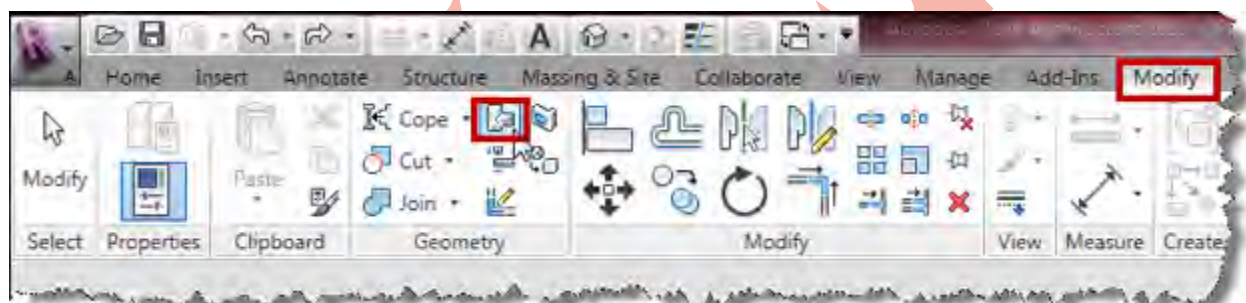 A
Home Insert Annotate Structure Massing & Site Collaborate View Manage Add-Ins Modify
Cope
Cut
Modify Paste
Join
Select Properties Clipboard Geometry Modify View Measure Create